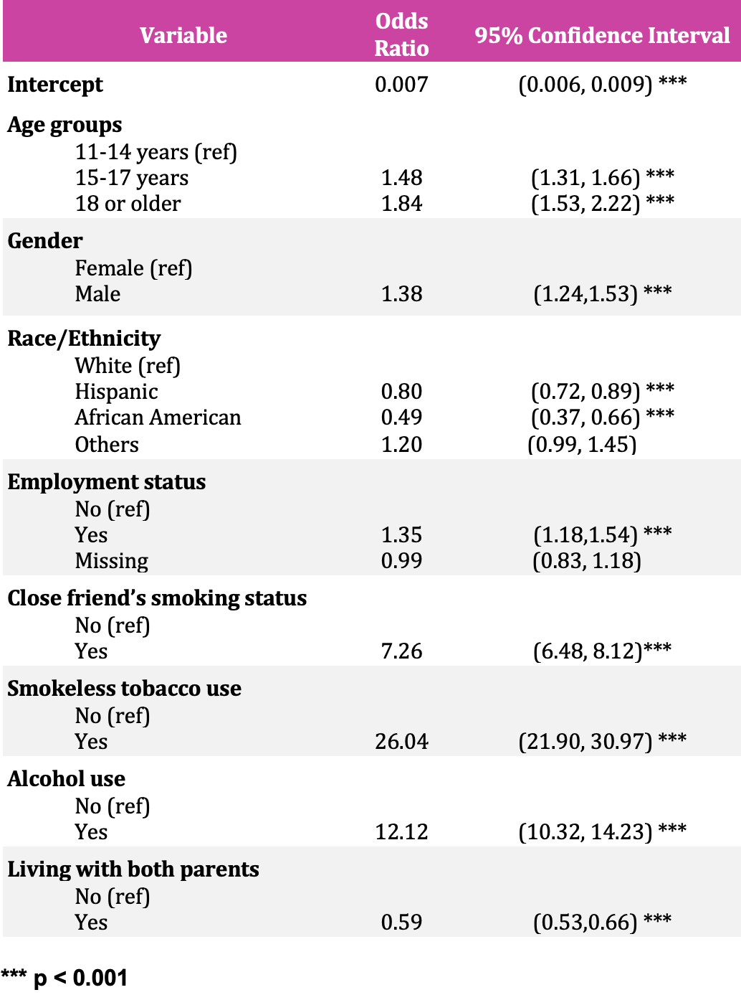 Variable Odds Ratio 95% Confidence Interval
Intercept 0.007 (0.006, 0.009) ***
Age groups
11-14 years (ref)
15-17 years 1.48 (1.31, 1.66) ***
18 or older 1.84 (1.53, 2.22) ***
Gender
Female (ref)
Male 1.38 (1.24,1.53) ***
Race/Ethnicity
White (ref)
Hispanic 0.80 (0.72, 0.89) ***
African American 0.49 (0.37, 0.66) ***
Others 1.20 (0.99, 1.45)
Employment status
No (ref)
Yes 1.35 (1.18,1.54) ***
Missing 0.99 (0.83, 1.18)
Close friend’s smoking status
No (ref)
Yes 7.26 (6.48, 8.12)***
Smokeless tobacco use
No (ref)
Yes 26.04 (21.90, 30.97) ***
Alcohol use
No (ref)
Yes 12.12 (10.32, 14.23) ***
Living with both parents
No (ref)
Yes 0.59 (0.53,0.66) ***
*** p < 0.001